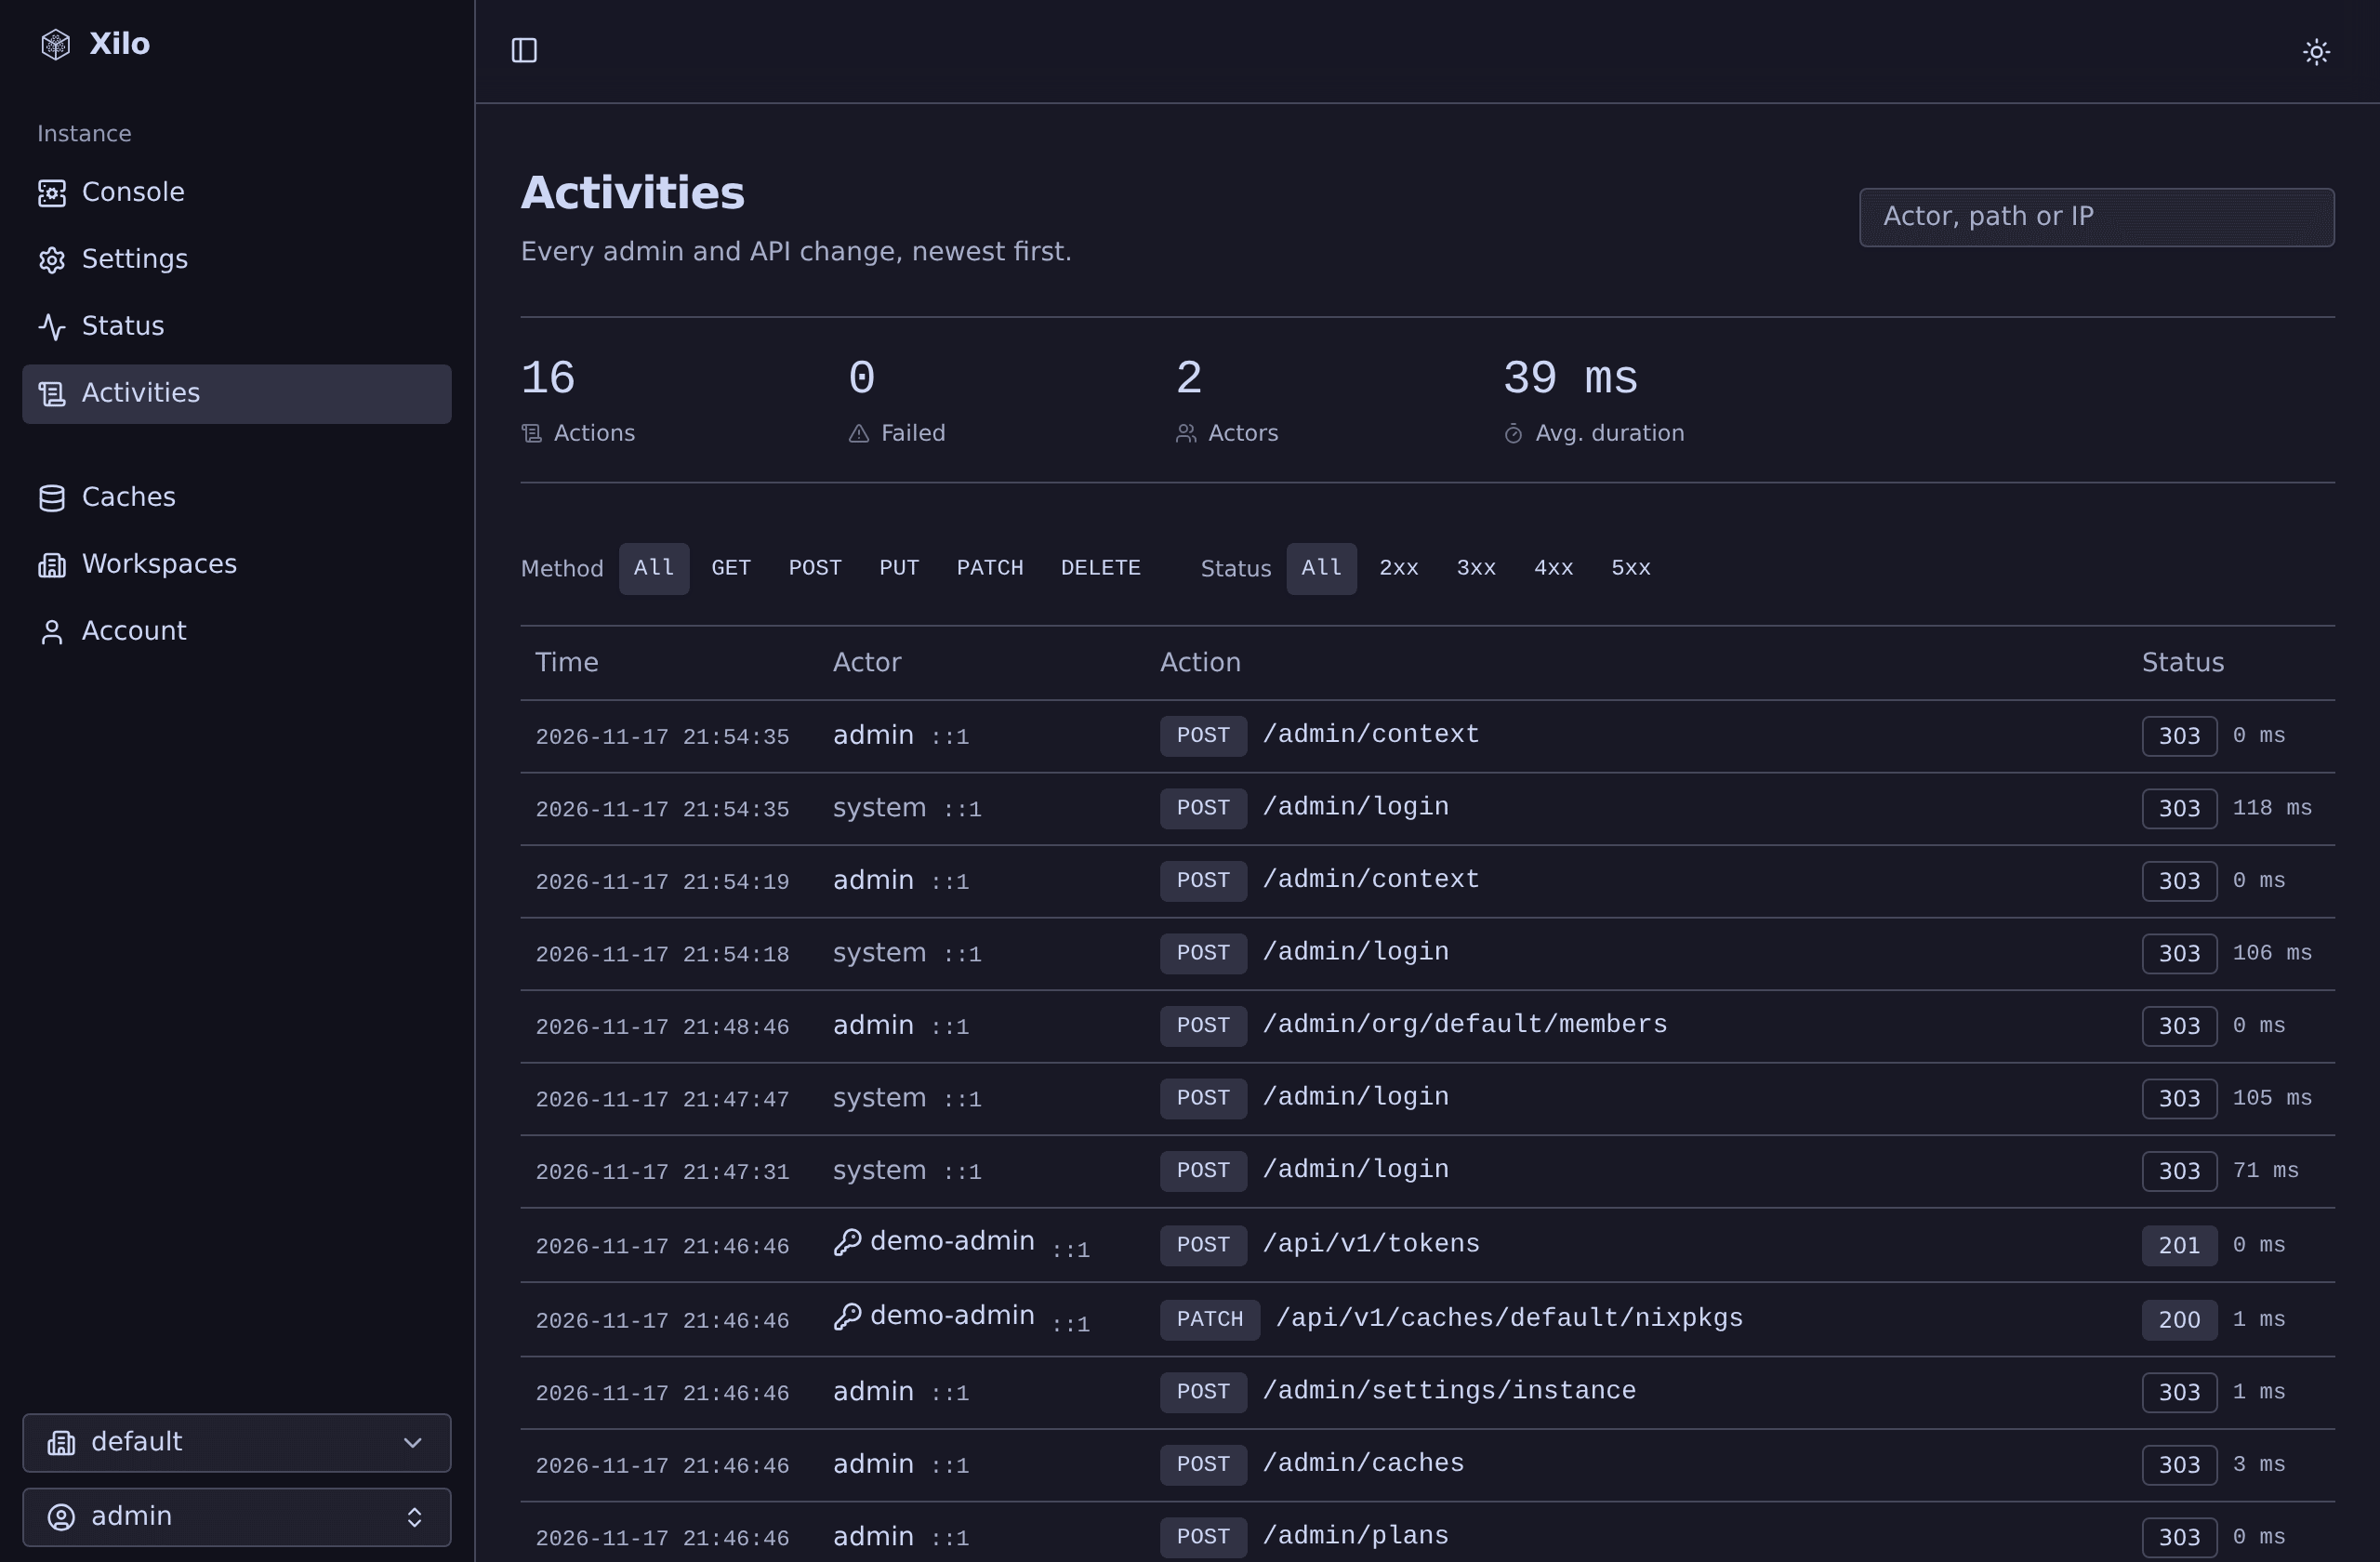 Xilo
Instance
Console
Settings
Status
Activities
Caches
Workspaces
Account
default
admin
Activities
Every admin and API change, newest first.
Actor, path or IP
16 0 2 39 ms
Actions Failed Actors Avg. duration
Method All GET POST PUT PATCH DELETE Status All 2xx 3xx 4xx 5xx
Time Actor Action Status
2026-11-17 21:54:35 admin ::1 POST /admin/context 303 0 ms
2026-11-17 21:54:35 system ::1 POST /admin/login 303 118 ms
2026-11-17 21:54:19 admin ::1 POST /admin/context 303 0 ms
2026-11-17 21:54:18 system ::1 POST /admin/login 303 106 ms
2026-11-17 21:48:46 admin ::1 POST /admin/org/default/members 303 0 ms
2026-11-17 21:47:47 system ::1 POST /admin/login 303 105 ms
2026-11-17 21:47:31 system ::1 POST /admin/login 303 71 ms
2026-11-17 21:46:46 demo-admin ::1 POST /api/v1/tokens 201 0 ms
2026-11-17 21:46:46 demo-admin ::1 PATCH /api/v1/caches/default/nixpkgs 200 1 ms
2026-11-17 21:46:46 admin ::1 POST /admin/settings/instance 303 1 ms
2026-11-17 21:46:46 admin ::1 POST /admin/caches 303 3 ms
2026-11-17 21:46:46 admin ::1 POST /admin/plans 303 0 ms